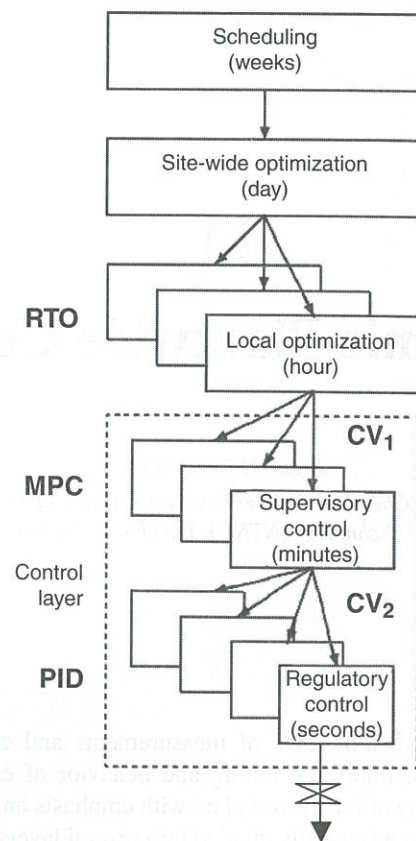 Scheduling
(weeks)
Site-wide optimization
(day)
RTO
Local optimization
(hour)
CV1
MPC
Supervisory
control
(minutes)
Control
layer
CV2
PID
Regulatory
control
(seconds)